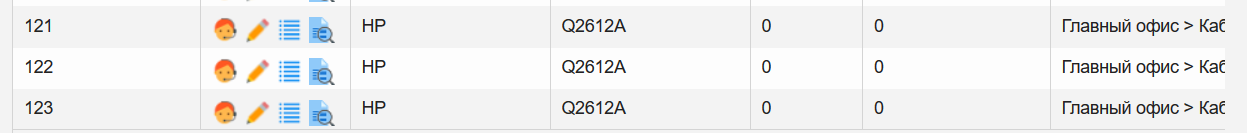 121 HP Q2612A 0 0 Главный офис > Каб
122 HP Q2612A 0 0 Главный офис > Каб
123 HP Q2612A 0 0 Главный офис > Каб